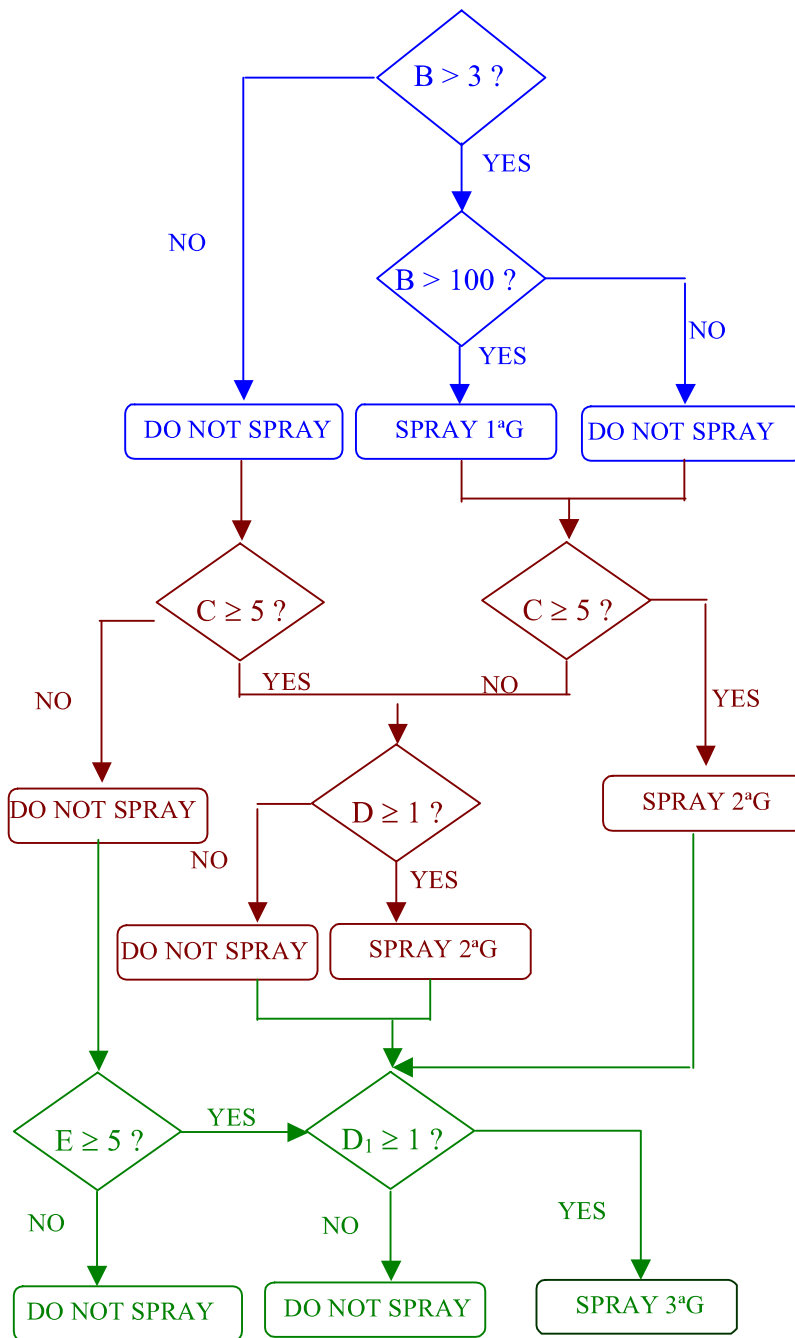 B > 3 ?
YES
NO
B > 100 ?
NO
YES
DO NOT SPRAY
SPRAY 1ªG
DO NOT SPRAY
C ≥ 5 ?
C ≥ 5 ?
YES
NO
NO
YES
DO NOT SPRAY
D ≥ 1 ?
SPRAY 2ªG
NO
YES
DO NOT SPRAY
SPRAY 2ªG
E ≥ 5 ?
YES
D₁ ≥ 1 ?
NO
NO
YES
DO NOT SPRAY
DO NOT SPRAY
SPRAY 3ªG